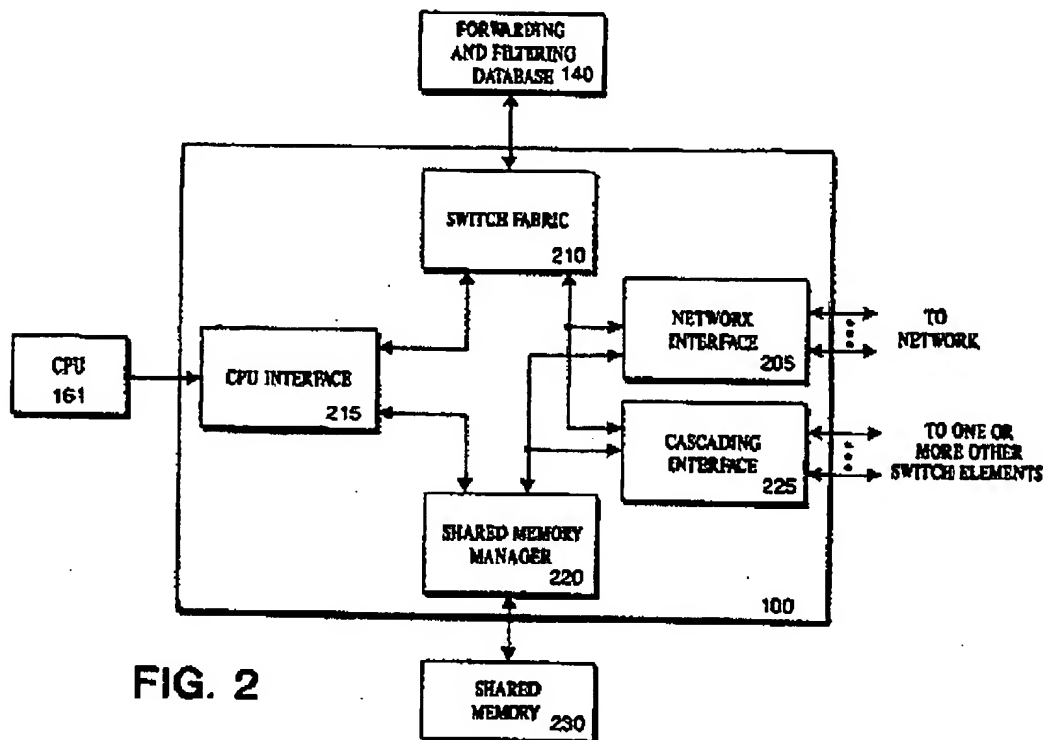 FORWARDING
AND FILTERING
DATABASE 140
SWITCH FABRIC
210
NETWORK
INTERFACE
205
TO
NETWORK
CPU
161
CPU INTERFACE
215
CASCADING
INTERFACE
225
TO ONE OR
MORE OTHER
SWITCH ELEMENTS
SHARED MEMORY
MANAGER
220
100
FIG. 2
SHARED
MEMORY
230